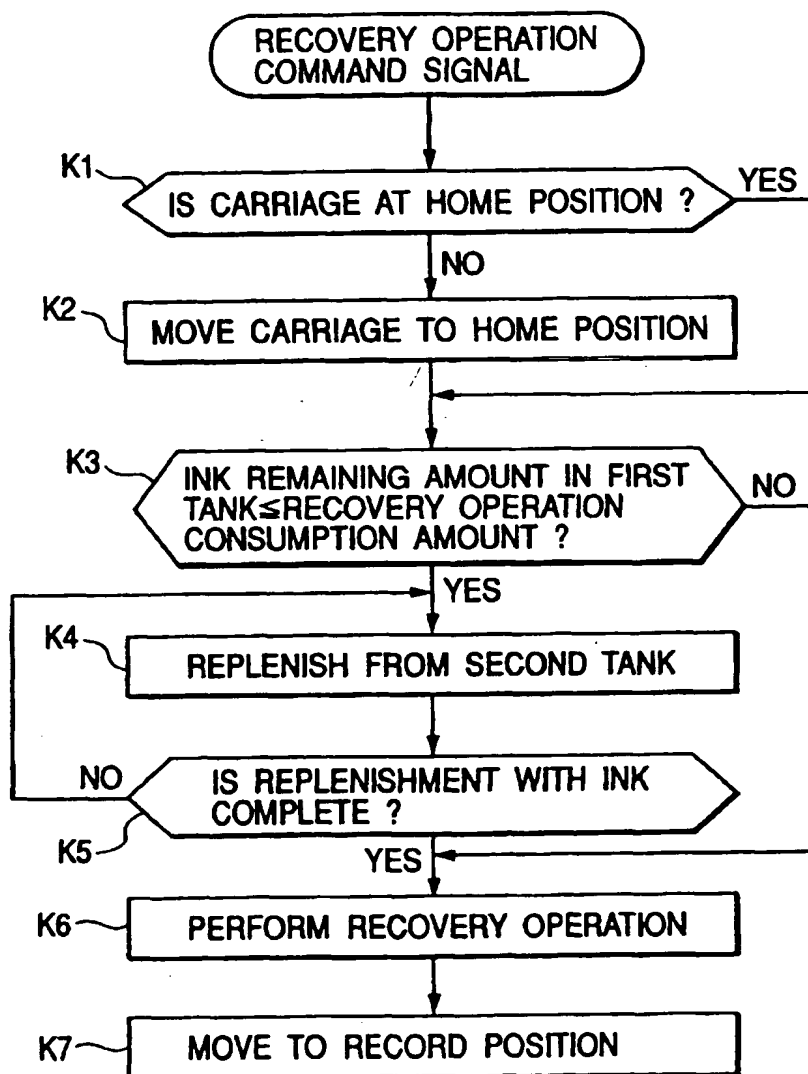 RECOVERY OPERATION
COMMAND SIGNAL
K1
IS CARRIAGE AT HOME POSITION ?
YES
NO
K2
MOVE CARRIAGE TO HOME POSITION
K3
INK REMAINING AMOUNT IN FIRST
TANK≦RECOVERY OPERATION
CONSUMPTION AMOUNT ?
NO
YES
K4
REPLENISH FROM SECOND TANK
NO
IS REPLENISHMENT WITH INK
COMPLETE ?
K5
YES
K6
PERFORM RECOVERY OPERATION
K7
MOVE TO RECORD POSITION